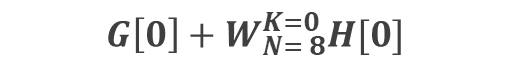 G[0] + W_{N= 8}^{K=0}H[0]